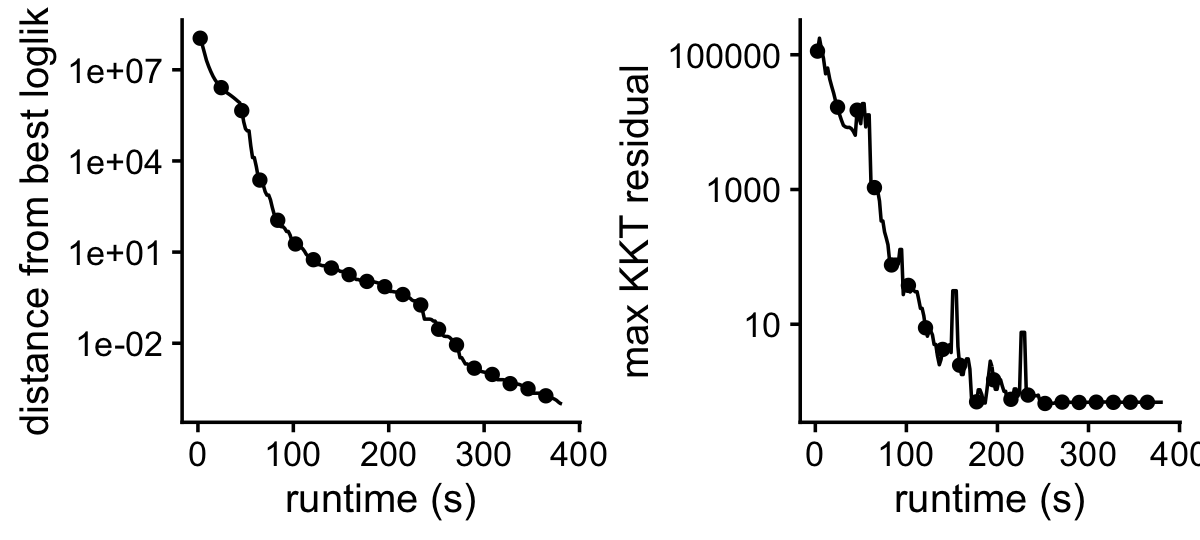 distance from best loglik
1e+07
1e+04
1e+01
1e-02
0 100 200 300 400
runtime (s)
max KKT residual
100000
1000
10
0 100 200 300 400
runtime (s)